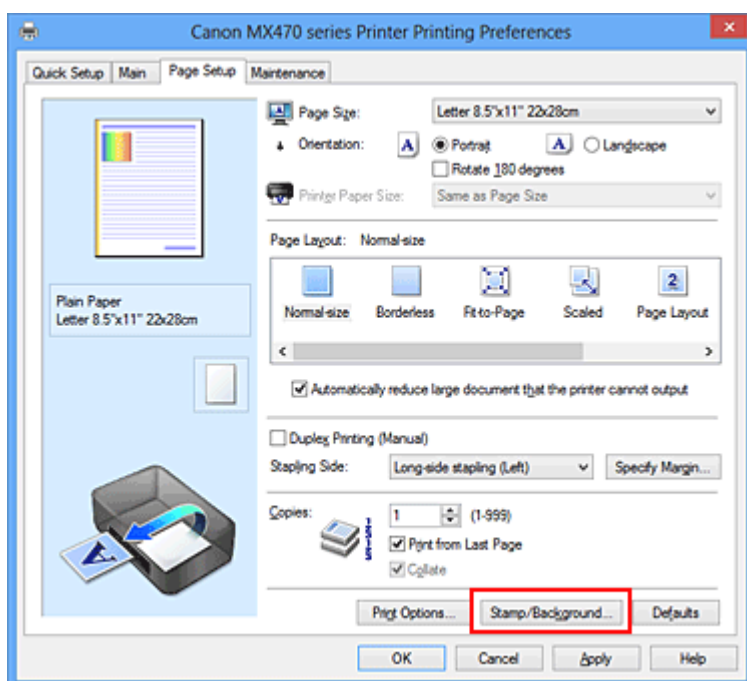 Canon MX470 series Printer Printing Preferences
Quick Setup Main Page Setup Maintenance
Page Size: Letter 8.5"x11" 22x28cm
Orientation: A Portrait A Landscape
Rotate 180 degrees
Printer Paper Size: Same as Page Size
Page Layout: Normal-size
2
Normal-size Borderless Fit-to-Page Scaled Page Layout
Automatically reduce large document that the printer cannot output
Plain Paper
Letter 8.5"x11" 22x28cm
Duplex Printing (Manual)
Stapling Side: Long-side stapling (Left) Specify Margin...
Copies: 1 (1-999)
Print from Last Page
Collate
A
Print Options... Stamp/Background... Defaults
OK Cancel Apply Help